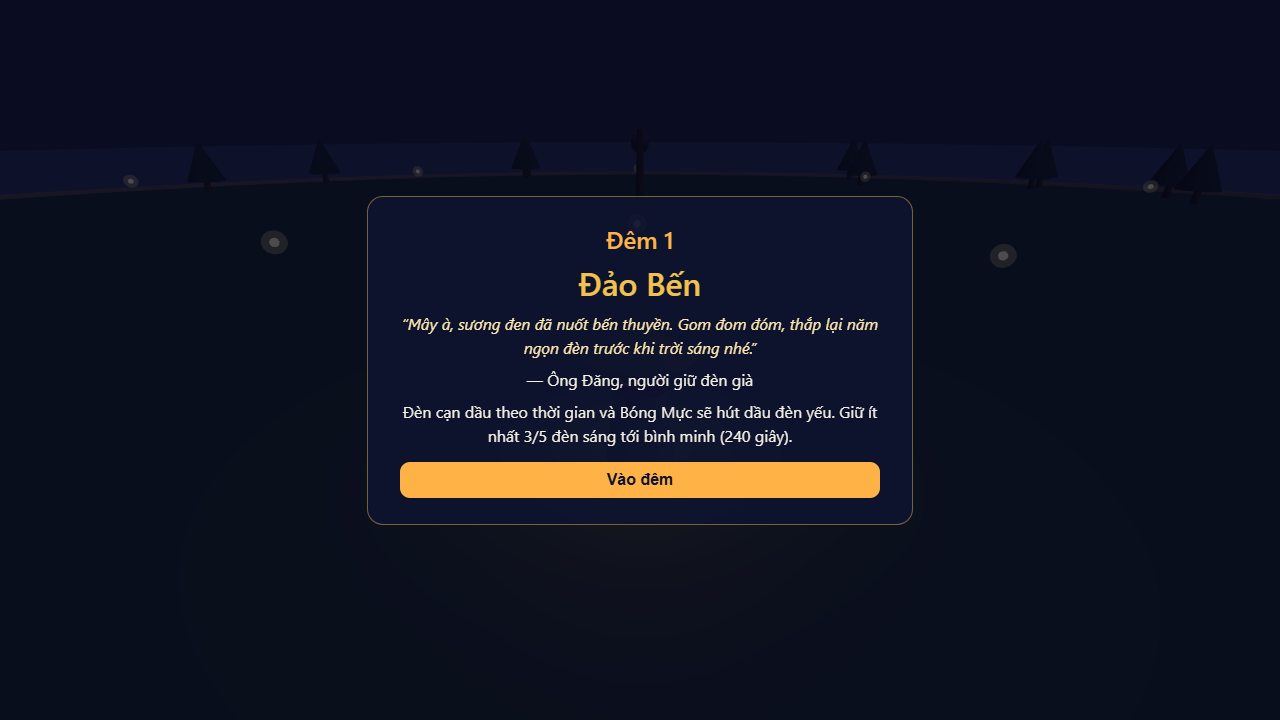 Đêm 1
Đảo Bến
“Mây à, sương đen đã nuốt bến thuyền. Gom đom đóm, thắp lại năm
ngọn đèn trước khi trời sáng nhé.”
— Ông Đăng, người giữ đèn già
Đèn cạn dầu theo thời gian và Bóng Mực sẽ hút dầu đèn yếu. Giữ ít
nhất 3/5 đèn sáng tới bình minh (240 giây).
Vào đêm